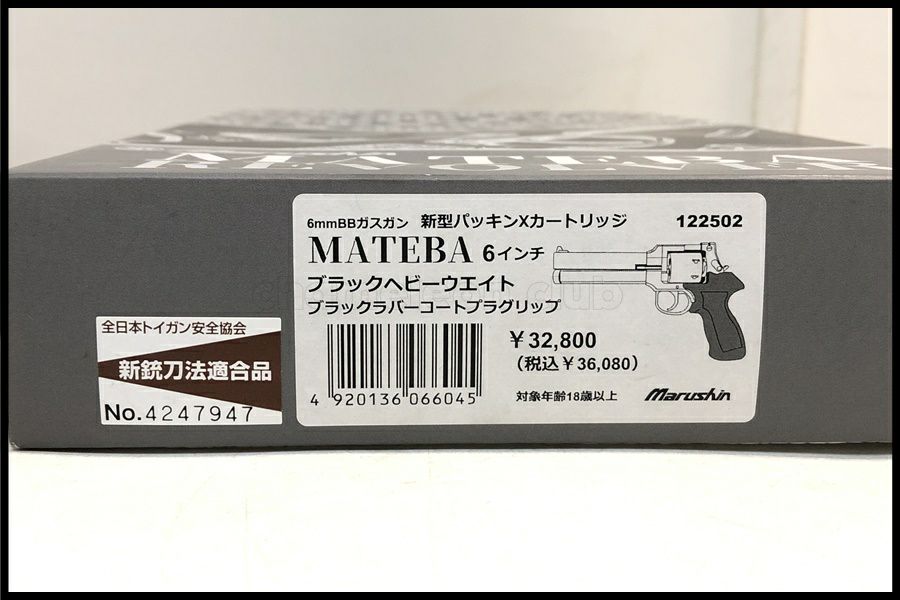 MATEBA
6mmBBガスガン 新型パッキンXカートリッジ 122502
MATEBA 6インチ
ブラックヘビーウエイト
ブラックラバーコートプラグリップ
¥32,800
(税込¥36,080)
4 920136 066045
対象年齢18歳以上 Marushin
全日本トイガン安全協会
新銃刀法適合品
No.4247947